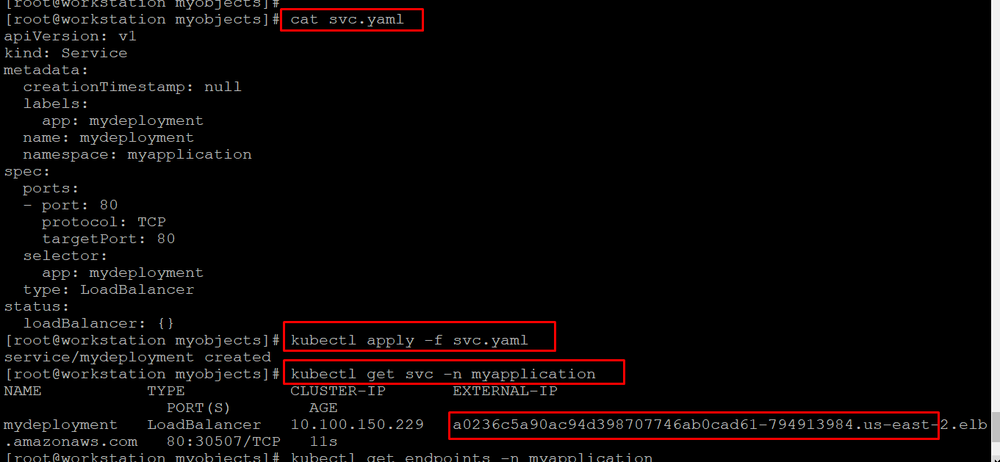 [root@workstation myobjects]#
[root@workstation myobjects]# cat svc.yaml
apiVersion: v1
kind: Service
metadata:
  creationTimestamp: null
  labels:
    app: mydeployment
  name: mydeployment
  namespace: myapplication
spec:
  ports:
  - port: 80
    protocol: TCP
    targetPort: 80
  selector:
    app: mydeployment
  type: LoadBalancer
status:
  loadBalancer: {}
[root@workstation myobjects]# kubectl apply -f svc.yaml
service/mydeployment created
[root@workstation myobjects]# kubectl get svc -n myapplication
NAME           TYPE           CLUSTER-IP       EXTERNAL-IP
                 PORT(S)        AGE
mydeployment   LoadBalancer   10.100.150.229   a0236c5a90ac94d398707746ab0cad61-794913984.us-east-2.elb
.amazonaws.com   80:30507/TCP   11s
[root@workstation myobjects]# kubectl get endpoints -n myapplication